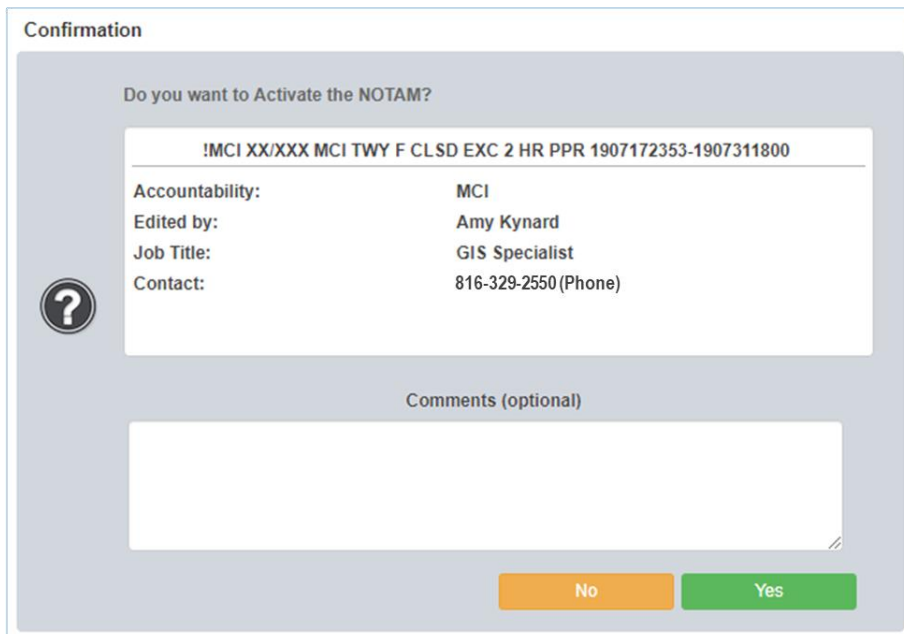 Confirmation
Do you want to Activate the NOTAM?
!MCI XX/XXX MCI TWY F CLSD EXC 2 HR PPR 1907172353-1907311800
Accountability: MCI
Edited by: Amy Kynard
Job Title: GIS Specialist
Contact: 816-329-2550 (Phone)
?
Comments (optional)
No Yes